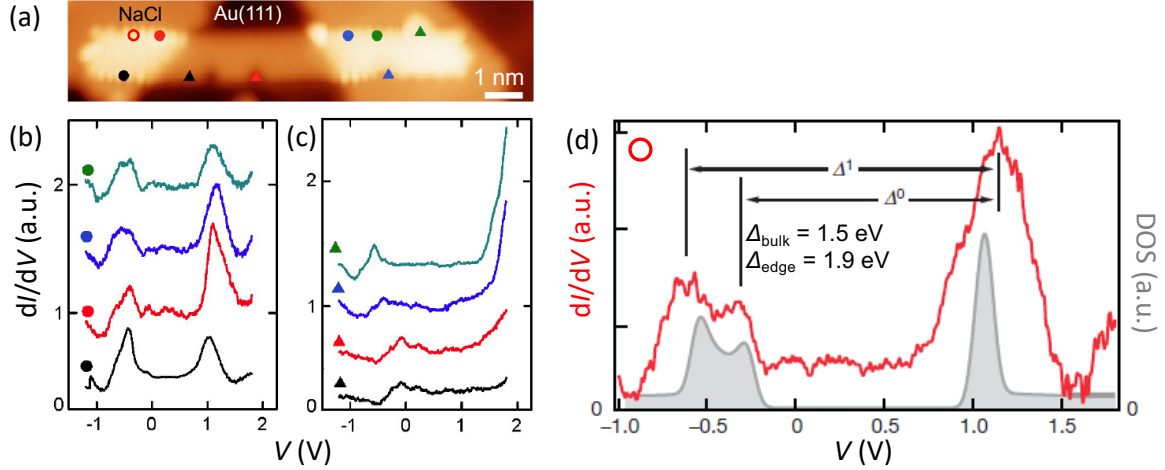 (a)
NaCl
Au(111)
1 nm
(b)
dI/dV (a.u.)
2
1
0
-1
0
1
2
(c)
2
1
0
-1
0
1
2
V (V)
(d)
dI/dV (a.u.)
0
Δ¹
Δ⁰
Δbulk = 1.5 eV
Δedge = 1.9 eV
DOS (a.u.)
0
−1.0
−0.5
0.0
0.5
1.0
1.5
V (V)